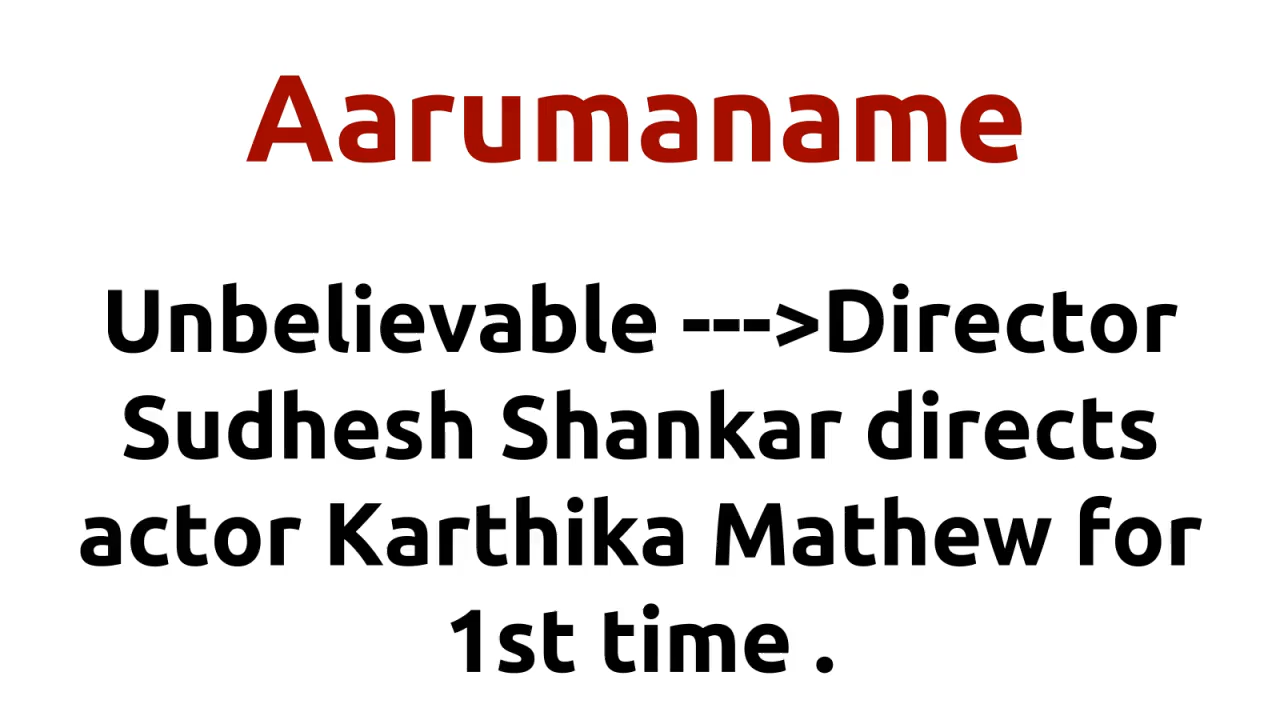 Aarumaname
Unbelievable --->Director
Sudhesh Shankar directs
actor Karthika Mathew for
1st time .